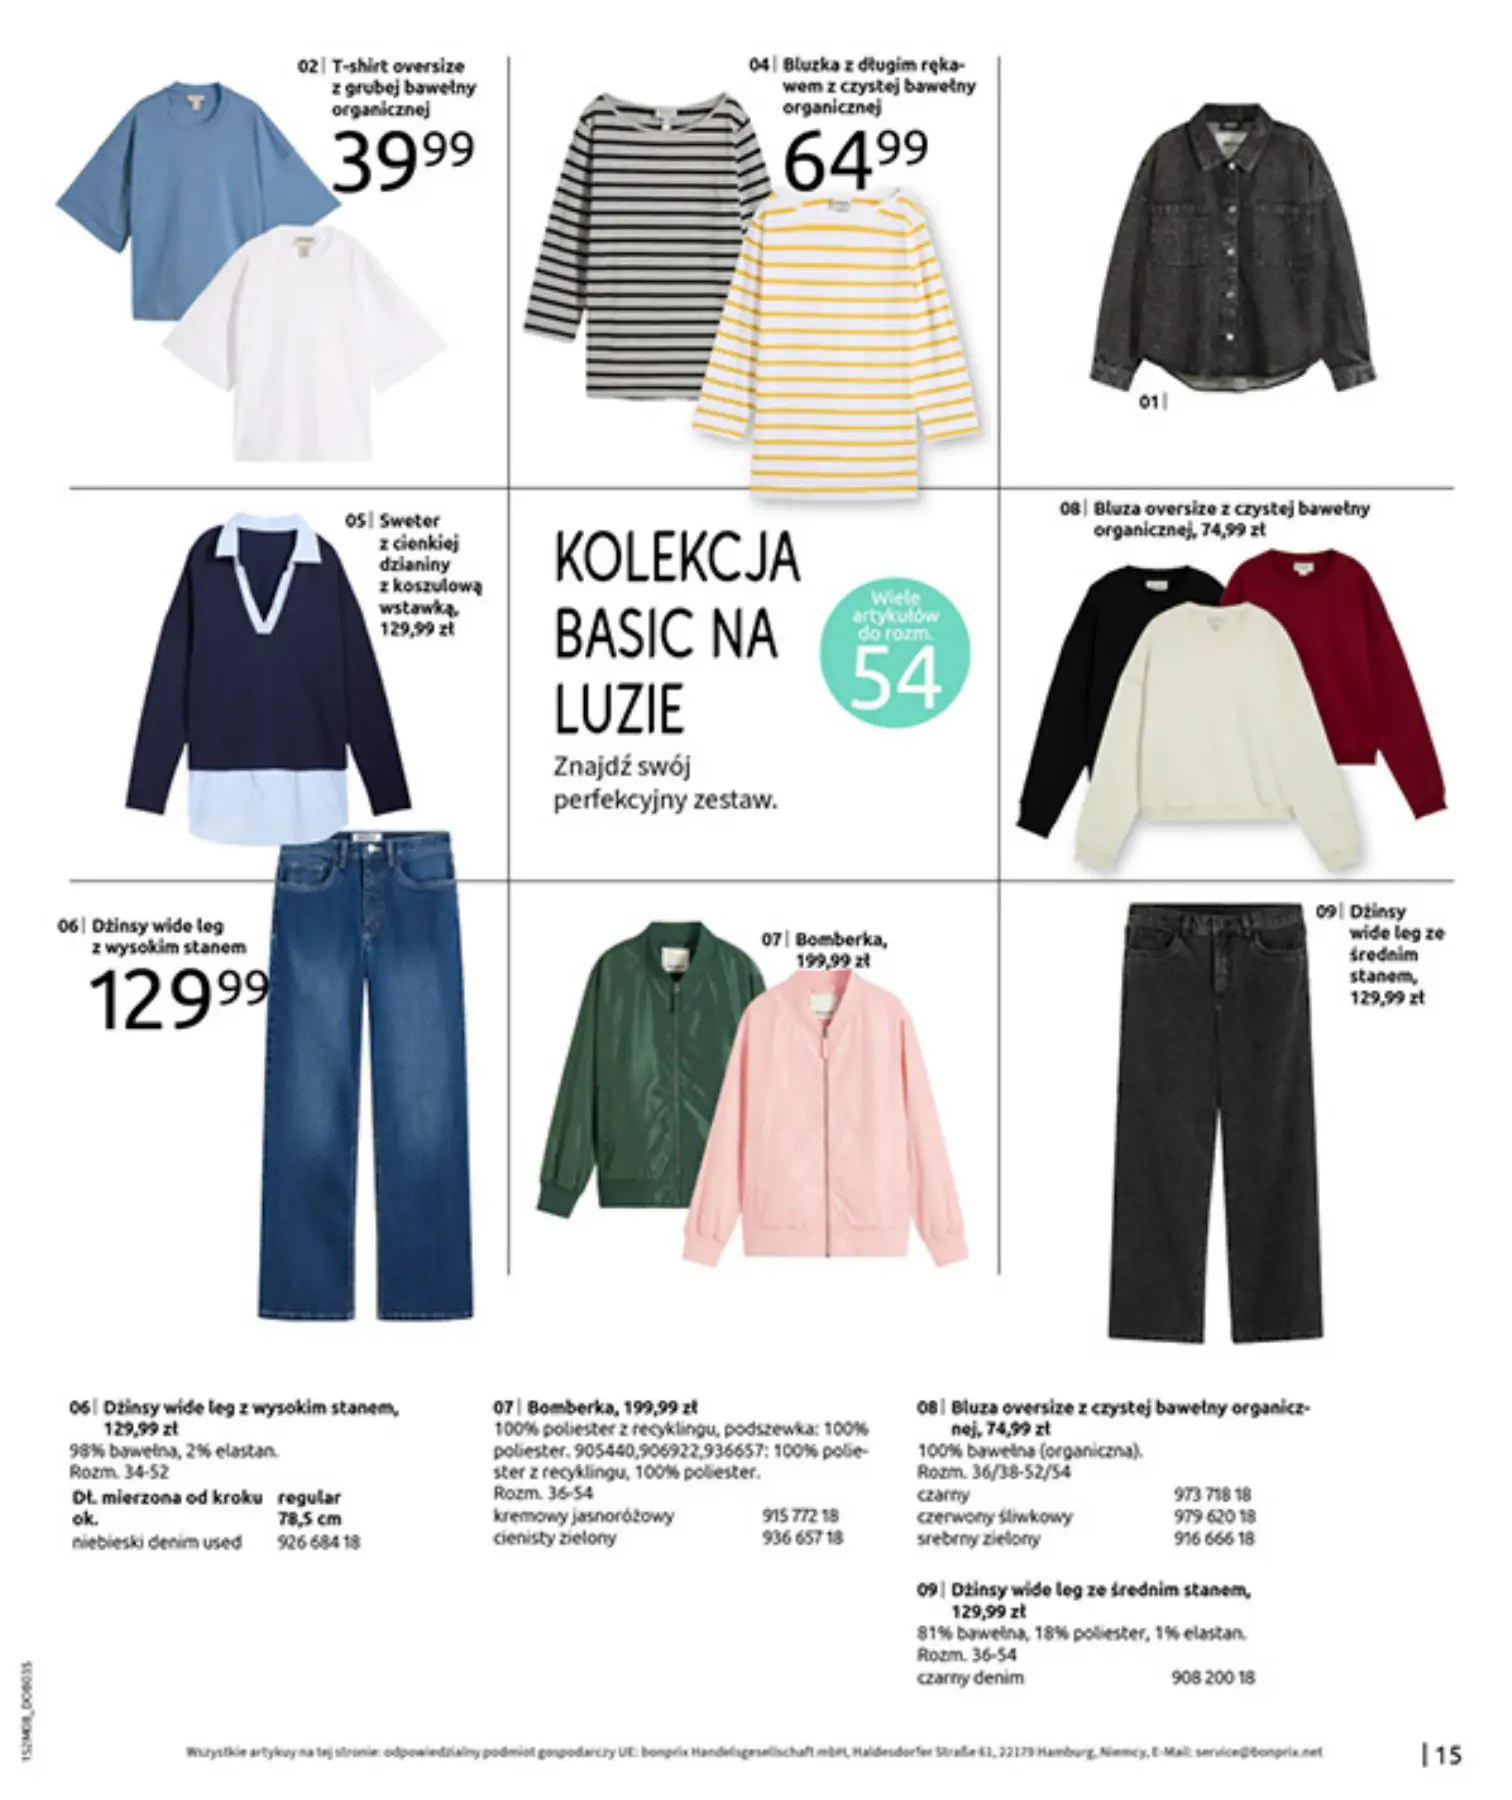 02| T-shirt oversize
z grubej bawełny
organicznej
39⁹⁹
04| Bluzka z długim ręka-
wem z czystej bawełny
organicznej
64⁹⁹
01|
05| Sweter
z cienkiej
dzianiny
z koszulową
wstawką,
129,99 zł
KOLEKCJA
BASIC NA
LUZIE
Znajdź swój
perfekcyjny zestaw.
Wiele
artykułów
do rozm.
54
08| Bluza oversize z czystej bawełny
organicznej, 74,99 zł
06| Dżinsy wide leg
z wysokim stanem
129⁹⁹
07| Bomberka,
199,99 zł
09| Dżinsy
wide leg ze
średnim
stanem,
129,99 zł
06| Dżinsy wide leg z wysokim stanem,
129,99 zł
98% bawełna, 2% elastan.
Rozm. 34-52
Dł. mierzona od kroku regular
ok. 78,5 cm
niebieski denim used 926 684 18
07| Bomberka, 199,99 zł
100% poliester z recyklingu, podszewka: 100%
poliester. 905440,906922,936657: 100% polie-
ster z recyklingu, 100% poliester.
Rozm. 36-54
kremowy jasnoróżowy 915 772 18
cienisty zielony 936 657 18
08| Bluza oversize z czystej bawełny organicz-
nej, 74,99 zł
100% bawełna (organiczna).
Rozm. 36/38-52/54
czarny 973 718 18
czerwony śliwkowy 979 620 18
srebrny zielony 916 666 18
09| Dżinsy wide leg ze średnim stanem,
129,99 zł
81% bawełna, 18% poliester, 1% elastan.
Rozm. 36-54
czarny denim 908 200 18
152M08_DOB035
Wszystkie artykuy na tej stronie: odpowiedzialny podmiot gospodarczy UE: bonprix Handelsgesellschaft mbH, Haldesdorfer Straße 61, 22179 Hamburg, Niemcy, E-Mail: service@bonprix.net
| 15